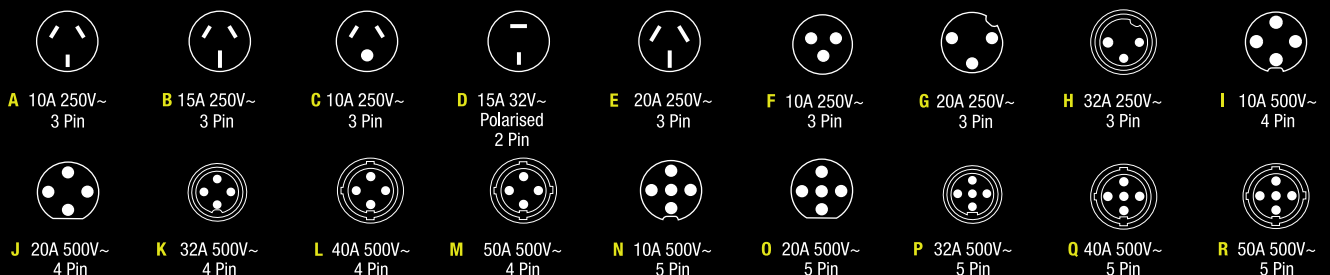 A 10A 250V~
3 Pin
B 15A 250V~
3 Pin
C 10A 250V~
3 Pin
D 15A 32V~
Polarised
2 Pin
E 20A 250V~
3 Pin
F 10A 250V~
3 Pin
G 20A 250V~
3 Pin
H 32A 250V~
3 Pin
I 10A 500V~
4 Pin
J 20A 500V~
4 Pin
K 32A 500V~
4 Pin
L 40A 500V~
4 Pin
M 50A 500V~
4 Pin
N 10A 500V~
5 Pin
O 20A 500V~
5 Pin
P 32A 500V~
5 Pin
Q 40A 500V~
5 Pin
R 50A 500V~
5 Pin